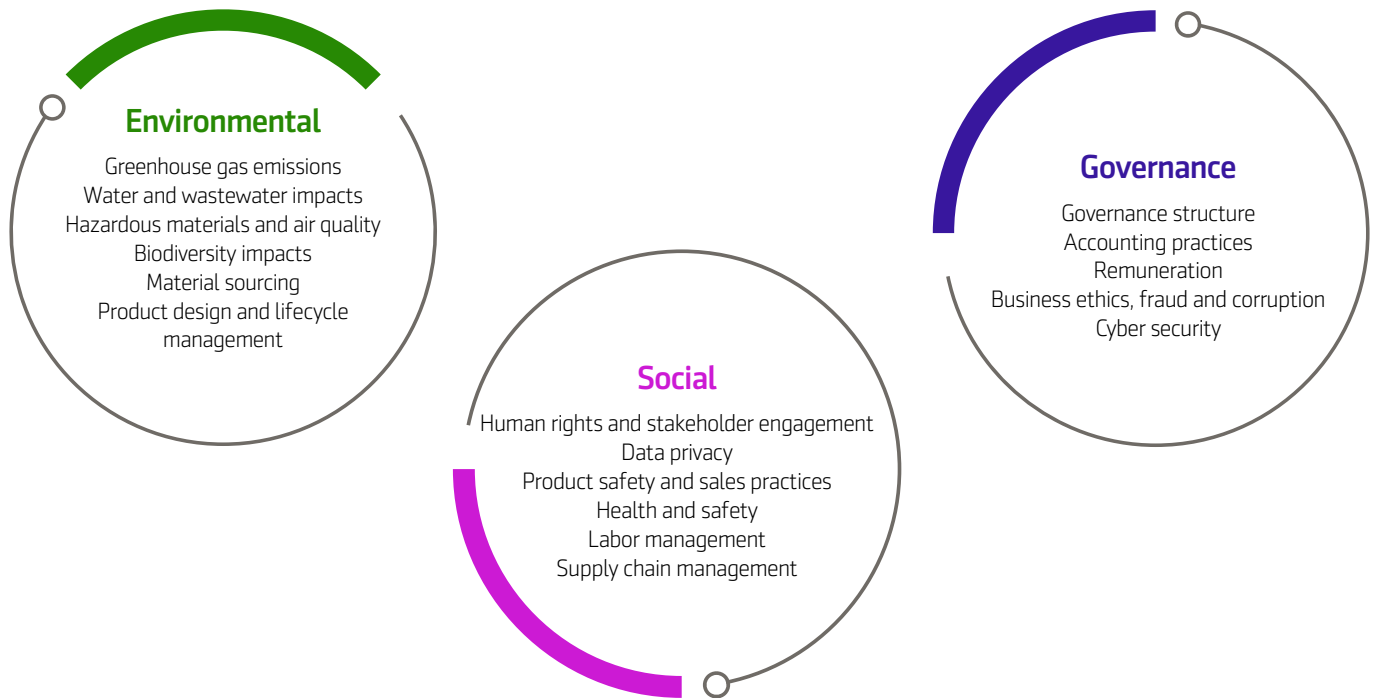 Environmental
Greenhouse gas emissions
Water and wastewater impacts
Hazardous materials and air quality
Biodiversity impacts
Material sourcing
Product design and lifecycle
management
Social
Human rights and stakeholder engagement
Data privacy
Product safety and sales practices
Health and safety
Labor management
Supply chain management
Governance
Governance structure
Accounting practices
Remuneration
Business ethics, fraud and corruption
Cyber security